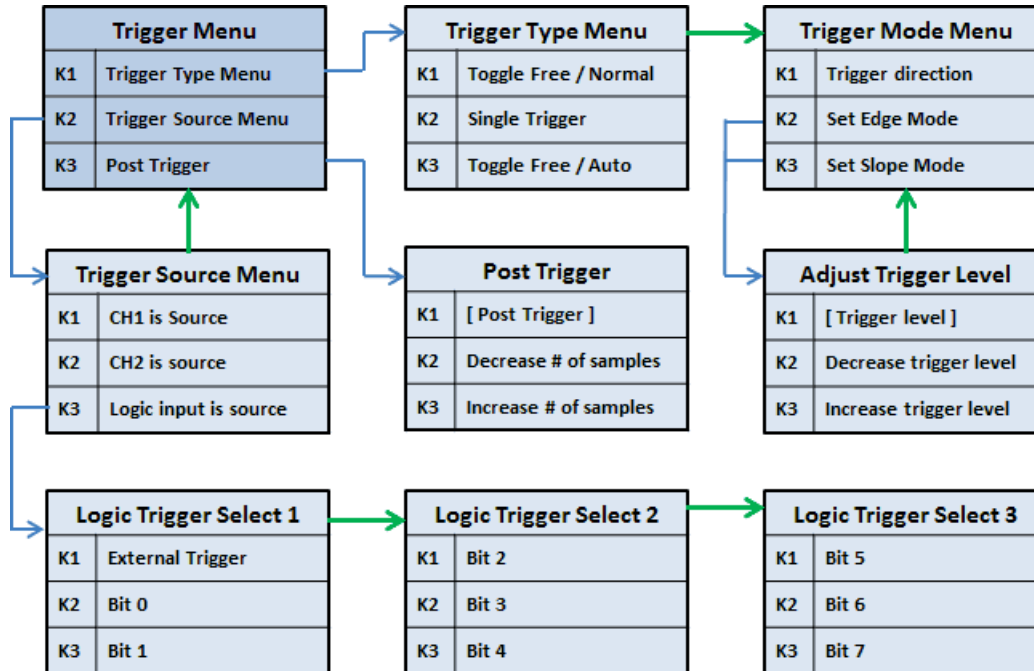 Trigger Menu
K1 Trigger Type Menu
K2 Trigger Source Menu
K3 Post Trigger
Trigger Type Menu
K1 Toggle Free / Normal
K2 Single Trigger
K3 Toggle Free / Auto
Trigger Mode Menu
K1 Trigger direction
K2 Set Edge Mode
K3 Set Slope Mode
Trigger Source Menu
K1 CH1 is Source
K2 CH2 is source
K3 Logic input is source
Post Trigger
K1 [ Post Trigger ]
K2 Decrease # of samples
K3 Increase # of samples
Adjust Trigger Level
K1 [ Trigger level ]
K2 Decrease trigger level
K3 Increase trigger level
Logic Trigger Select 1
K1 External Trigger
K2 Bit 0
K3 Bit 1
Logic Trigger Select 2
K1 Bit 2
K2 Bit 3
K3 Bit 4
Logic Trigger Select 3
K1 Bit 5
K2 Bit 6
K3 Bit 7